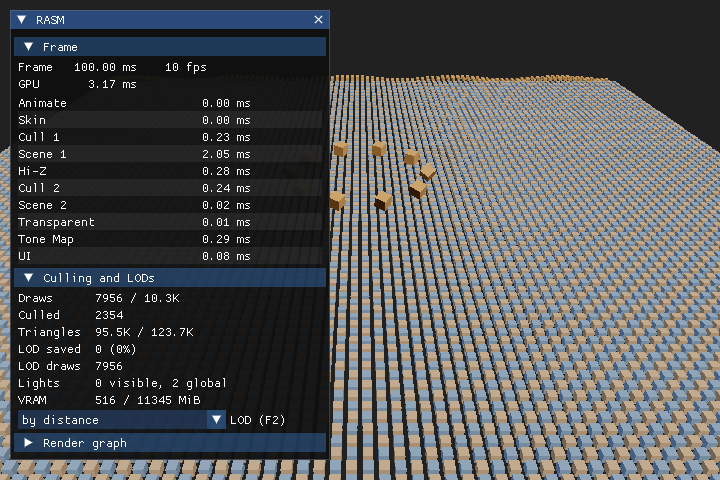 RASM
Frame
Frame 100.00 ms 10 fps
GPU 3.17 ms
Animate 0.00 ms
Skin 0.00 ms
Cull 1 0.23 ms
Scene 1 2.05 ms
Hi-Z 0.28 ms
Cull 2 0.24 ms
Scene 2 0.02 ms
Transparent 0.01 ms
Tone Map 0.29 ms
UI 0.08 ms
Culling and LODs
Draws 7956 / 10.3K
Culled 2354
Triangles 95.5K / 123.7K
LOD saved 0 (0%)
LOD draws 7956
Lights 0 visible, 2 global
VRAM 516 / 11345 MiB
by distance LOD (F2)
Render graph